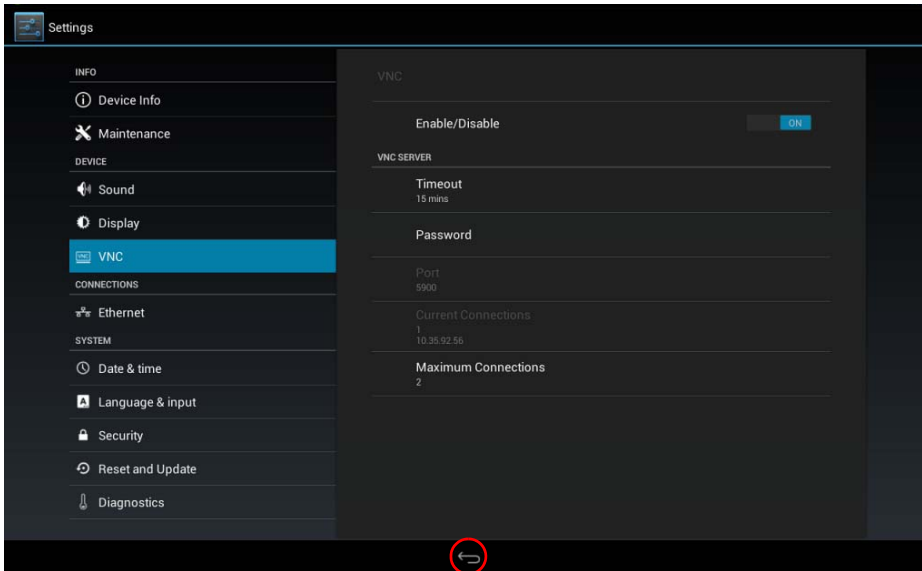 Settings
INFO
Device Info
Maintenance
DEVICE
Sound
Display
VNC
CONNECTIONS
Ethernet
SYSTEM
Date & time
Language & input
Security
Reset and Update
Diagnostics
VNC
Enable/Disable
ON
VNC SERVER
Timeout
15 mins
Password
Port
5900
Current Connections
1
10.35.92.56
Maximum Connections
2